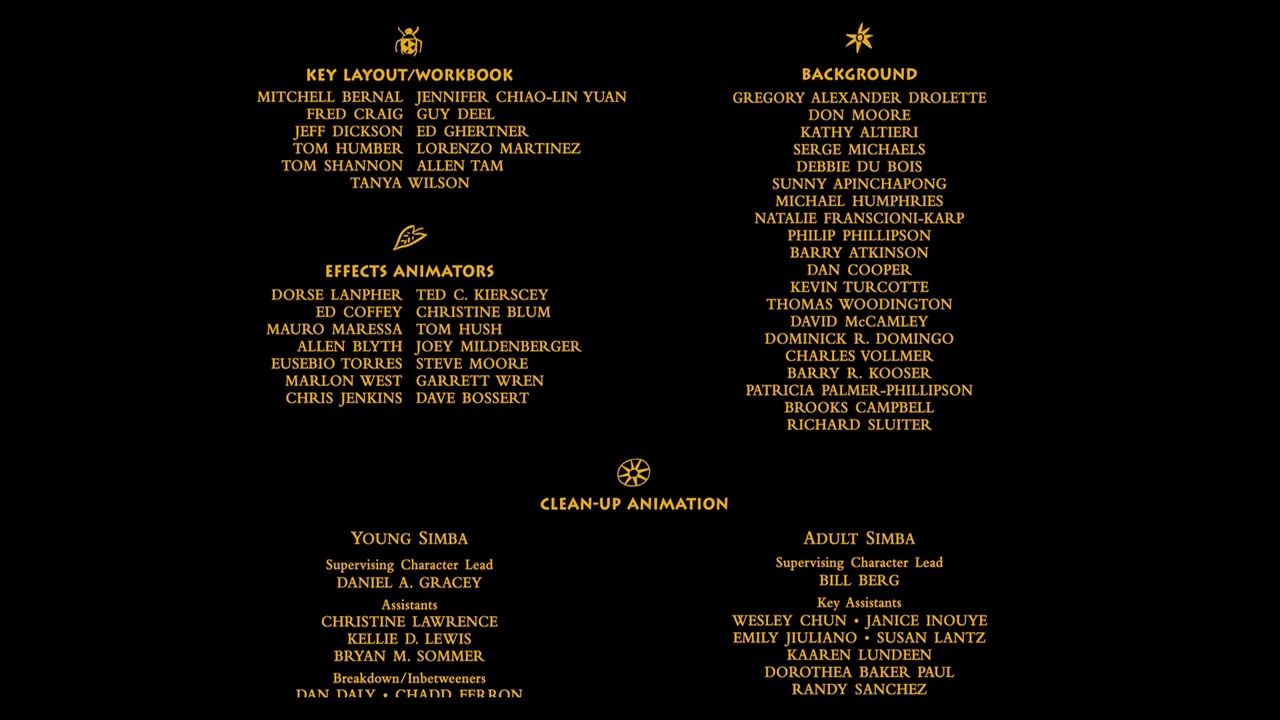 KEY LAYOUT/WORKBOOK
MITCHELL BERNAL JENNIFER CHIAO-LIN YUAN
FRED CRAIG GUY DEEL
JEFF DICKSON ED GHERTNER
TOM HUMBER LORENZO MARTINEZ
TOM SHANNON ALLEN TAM
TANYA WILSON
EFFECTS ANIMATORS
DORSE LANPHER TED C. KIERSCEY
ED COFFEY CHRISTINE BLUM
MAURO MARESSA TOM HUSH
ALLEN BLYTH JOEY MILDENBERGER
EUSEBIO TORRES STEVE MOORE
MARLON WEST GARRETT WREN
CHRIS JENKINS DAVE BOSSERT
BACKGROUND
GREGORY ALEXANDER DROLETTE
DON MOORE
KATHY ALTIERI
SERGE MICHAELS
DEBBIE DU BOIS
SUNNY APINCHAPONG
MICHAEL HUMPHRIES
NATALIE FRANSCIONI-KARP
PHILIP PHILLIPSON
BARRY ATKINSON
DAN COOPER
KEVIN TURCOTTE
THOMAS WOODINGTON
DAVID McCAMLEY
DOMINICK R. DOMINGO
CHARLES VOLLMER
BARRY R. KOOSER
PATRICIA PALMER-PHILLIPSON
BROOKS CAMPBELL
RICHARD SLUITER
CLEAN-UP ANIMATION
YOUNG SIMBA
Supervising Character Lead
DANIEL A. GRACEY
Assistants
CHRISTINE LAWRENCE
KELLIE D. LEWIS
BRYAN M. SOMMER
Breakdown/Inbetweeners
DAN DALY • CHADD FERRON
ADULT SIMBA
Supervising Character Lead
BILL BERG
Key Assistants
WESLEY CHUN • JANICE INOUYE
EMILY JIULIANO • SUSAN LANTZ
KAAREN LUNDEEN
DOROTHEA BAKER PAUL
RANDY SANCHEZ